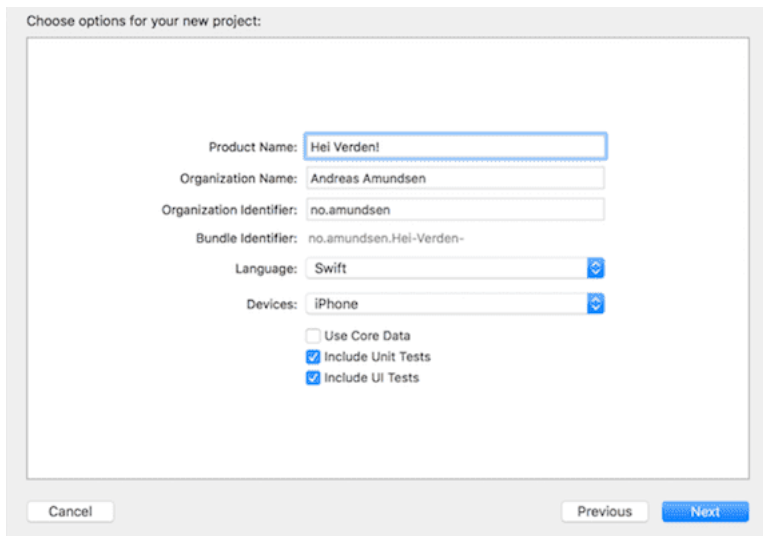 Choose options for your new project:
Product Name: Hei Verden!
Organization Name: Andreas Amundsen
Organization Identifier: no.amundsen
Bundle Identifier: no.amundsen.Hei-Verden-
Language: Swift
Devices: iPhone
Use Core Data
Include Unit Tests
Include UI Tests
Cancel Previous Next